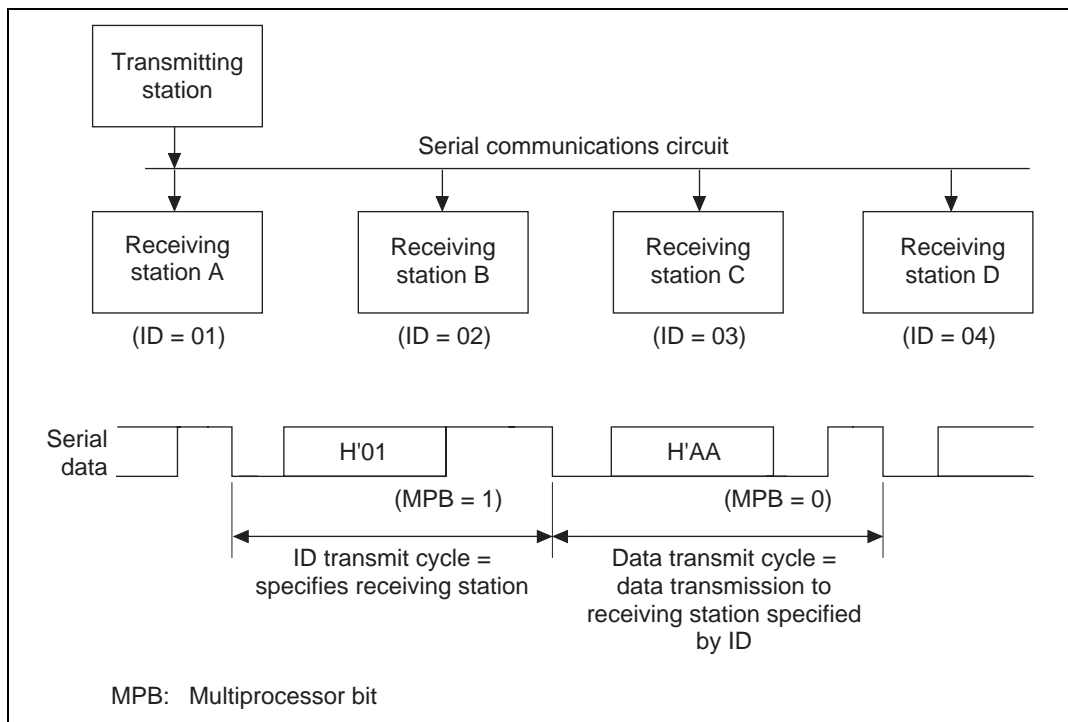 Transmitting
station
Serial communications circuit
Receiving
station A
Receiving
station B
Receiving
station C
Receiving
station D
(ID = 01)
(ID = 02)
(ID = 03)
(ID = 04)
Serial
data
H'01
H'AA
(MPB = 1)
(MPB = 0)
ID transmit cycle =
specifies receiving station
Data transmit cycle =
data transmission to
receiving station specified
by ID
MPB: Multiprocessor bit